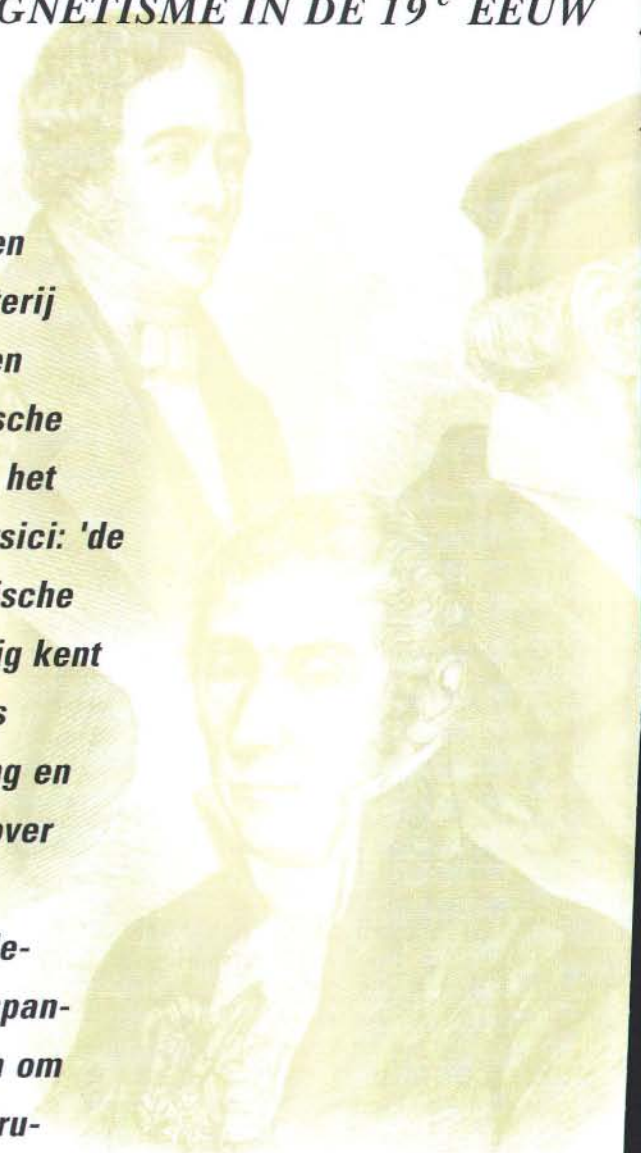 GNETISME IN DE 19e EEUW
en
erij
en
sche
het
sici: 'de
ische
ig kent
s
ng en
over
le-
pan-
n om
ru-